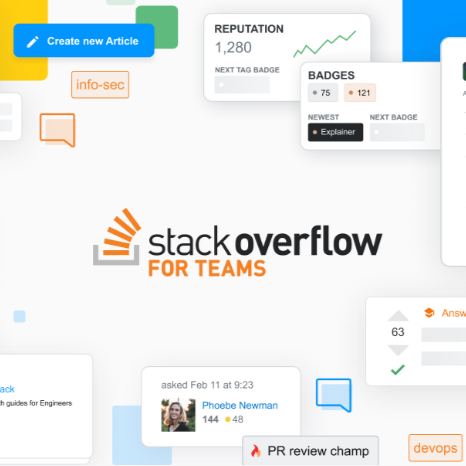 Create new Article
info-sec
REPUTATION
1,280
NEXT TAG BADGE
BADGES
75
121
NEWEST
NEXT BADGE
Explainer
stackoverflow
FOR TEAMS
63
Answ
ack
h guides for Engineers
asked Feb 11 at 9:23
Phoebe Newman
144
48
PR review champ
devops